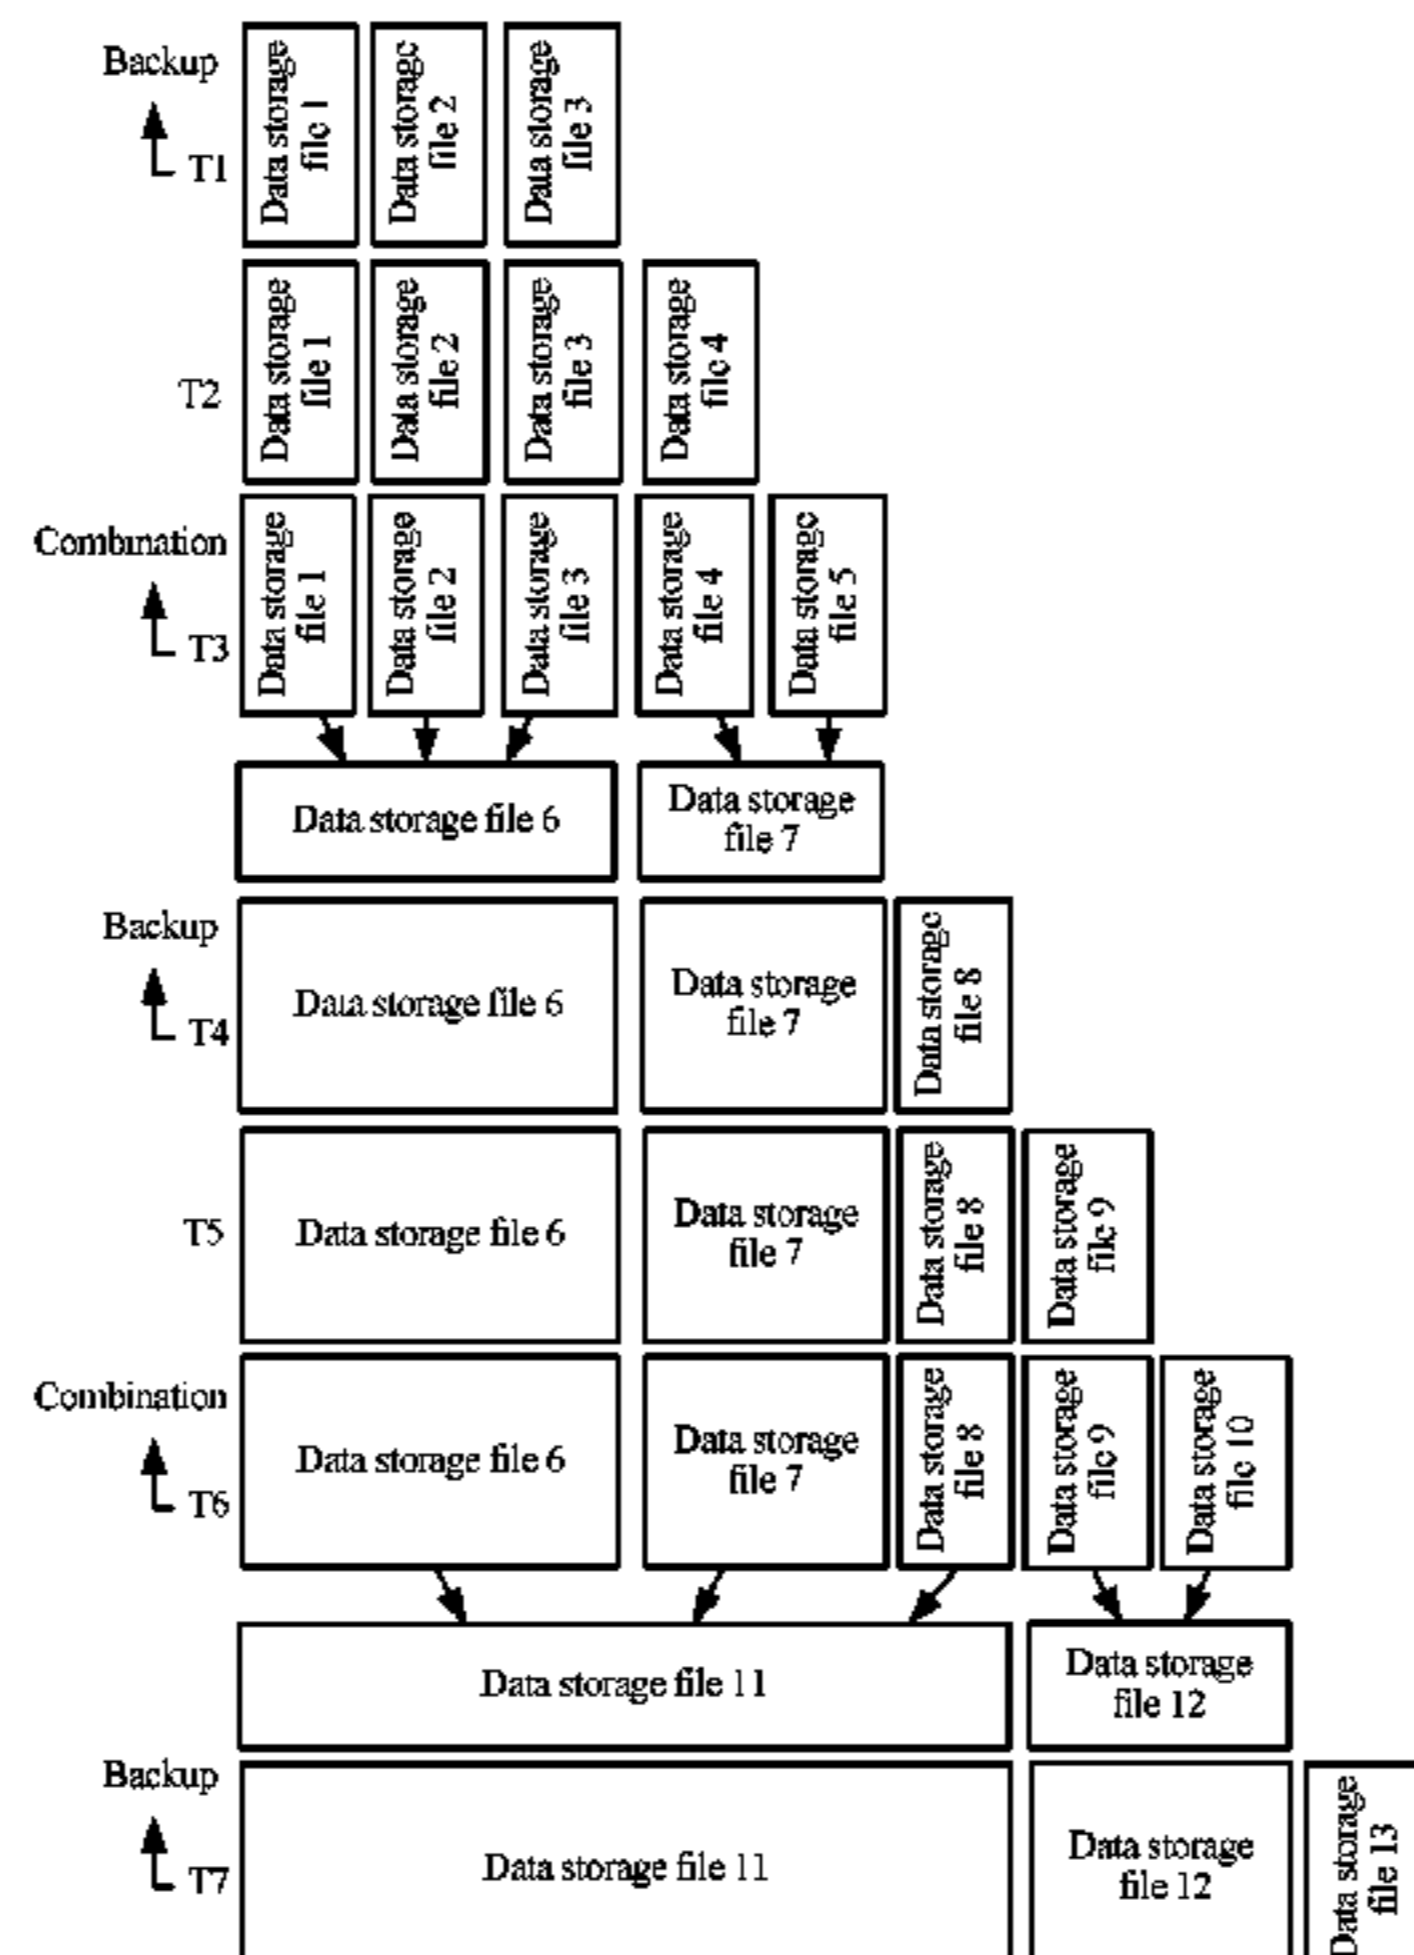 Backup
T1
Data storage
file 1
Data storage
file 2
Data storage
file 3
T2
Data storage
file 1
Data storage
file 2
Data storage
file 3
Data storage
file 4
Combination
T3
Data storage
file 1
Data storage
file 2
Data storage
file 3
Data storage
file 4
Data storage
file 5
Data storage file 6
Data storage
file 7
Backup
T4
Data storage file 6
Data storage
file 7
Data storage
file 8
T5
Data storage file 6
Data storage
file 7
Data storage
file 8
Data storage
file 9
Combination
T6
Data storage file 6
Data storage
file 7
Data storage
file 8
Data storage
file 9
Data storage
file 10
Data storage file 11
Data storage
file 12
Backup
T7
Data storage file 11
Data storage
file 12
Data storage
file 13